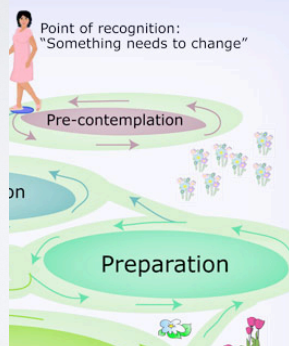 Point of recognition:
“Something needs to change”
Pre-contemplation
on
Preparation